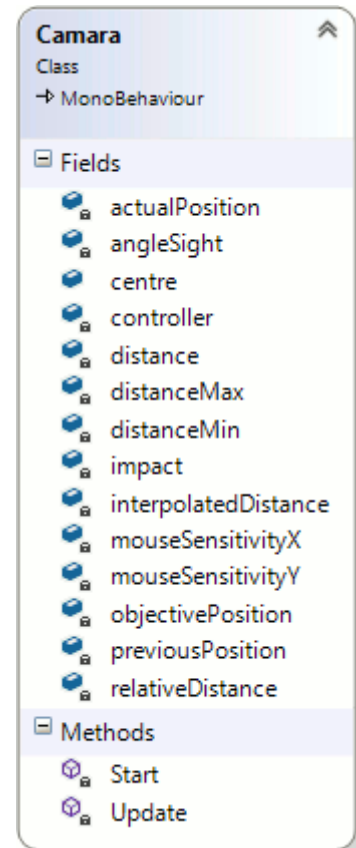 Camara
Class
MonoBehaviour
Fields
actualPosition
angleSight
centre
controller
distance
distanceMax
distanceMin
impact
interpolatedDistance
mouseSensitivityX
mouseSensitivityY
objectivePosition
previousPosition
relativeDistance
Methods
Start
Update